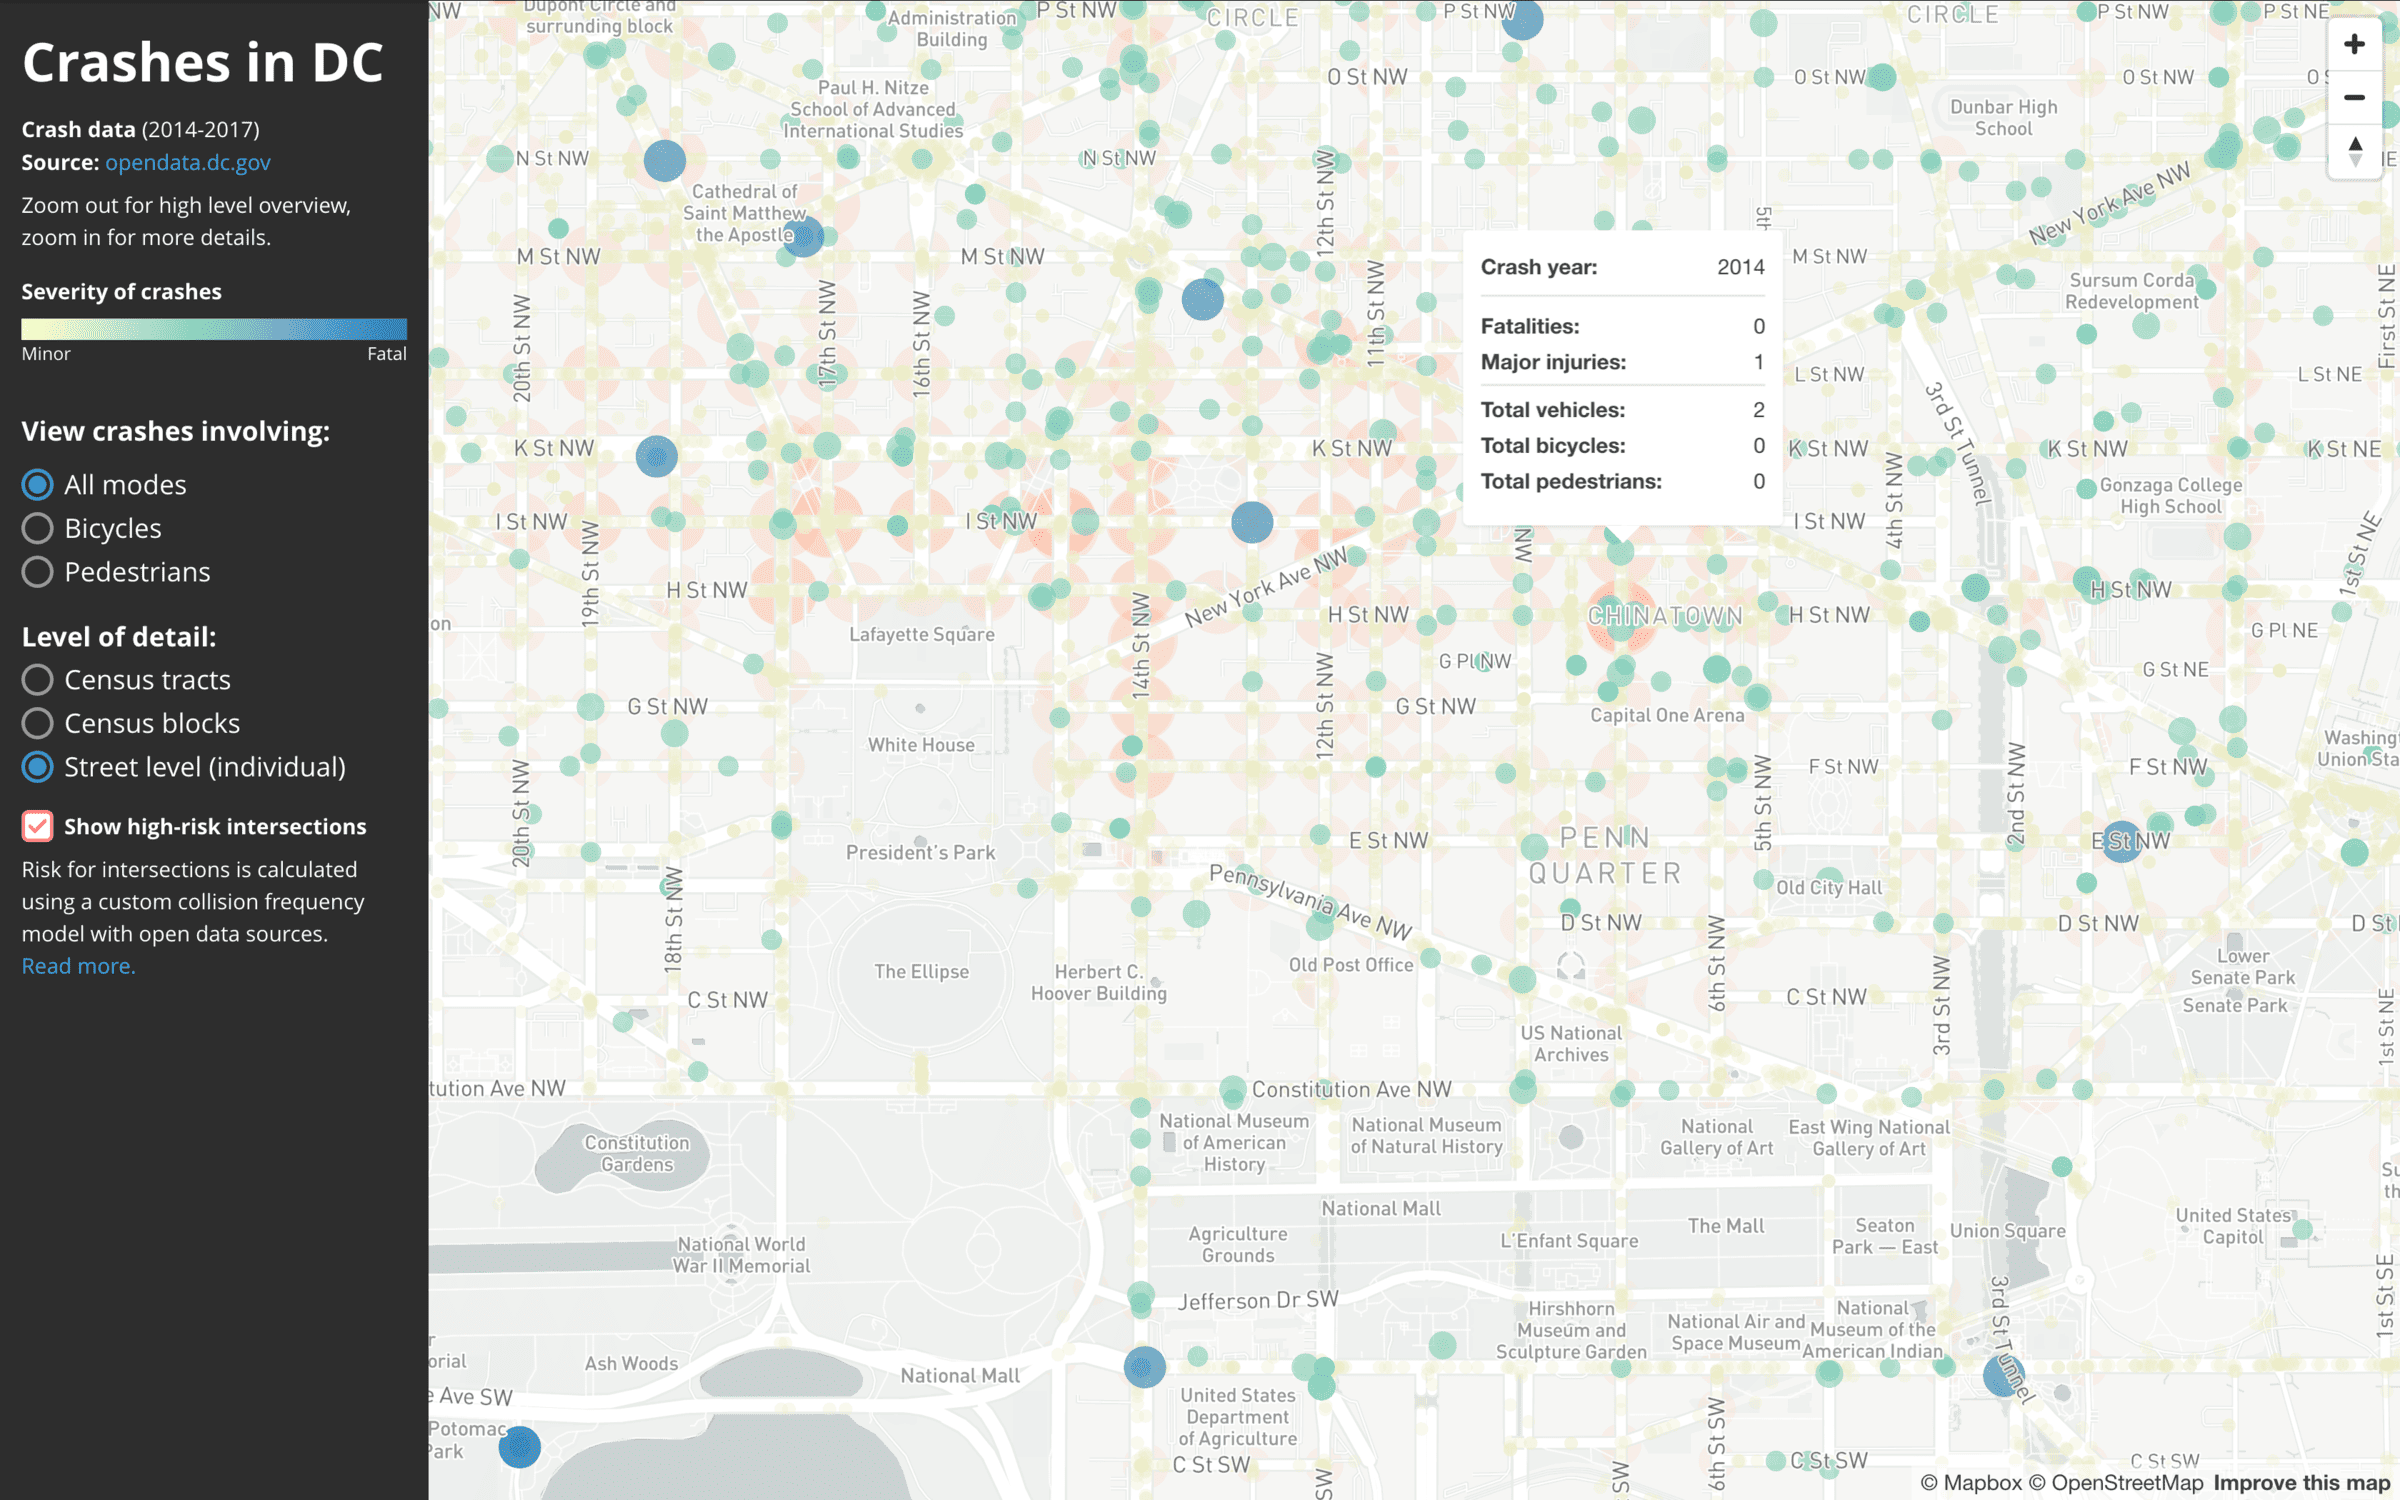 Crashes in DC
Crash data (2014-2017)
Source: opendata.dc.gov
Zoom out for high level overview,
zoom in for more details.
Severity of crashes
Minor Fatal
View crashes involving:
All modes
Bicycles
Pedestrians
Level of detail:
Census tracts
Census blocks
Street level (individual)
Show high-risk intersections
Risk for intersections is calculated
using a custom collision frequency
model with open data sources.
Read more.
NW
Dupont Circle and
surrunding block
Administration
Building
P St NW
CIRCLE
P St NW
CIRCLE
P St NW
P St NE
Paul H. Nitze
School of Advanced
International Studies
O St NW
O St NW
O St NW
Dunbar High
School
N St NW
N St NW
12th St NW
New York Ave NW
NE
Cathedral of
Saint Matthew
the Apostle
M St NW
M St NW
M St NW
Sursum Corda
Redevelopment
20th St NW
17th St NW
16th St NW
11th St NW
First St NE
Crash year: 2014
Fatalities: 0
Major injuries: 1
Total vehicles: 2
Total bicycles: 0
Total pedestrians: 0
L St NW
L St NE
3rd St Tunnel
K St NW
K St NW
K St NW
K St NW
K St NE
4th St NW
Gonzaga College
High School
I St NW
I St NW
I St NW
NW
19th St NW
1st St NE
H St NW
New York Ave NW
H St NW
CHINATOWN
H St NW
H St NW
on
Lafayette Square
14th St NW
G Pl NW
G Pl NE
G St NE
G St NW
12th St NW
G St NW
Capital One Arena
White House
Washing
Union Sta
20th St NW
5th St NW
F St NW
2nd St NW
F St NW
President's Park
E St NW
PENN
QUARTER
E St NW
Pennsylvania Ave NW
Old City Hall
18th St NW
D St NW
D St NW
D St
The Ellipse
Herbert C.
Hoover Building
Old Post Office
6th St NW
3rd St NW
Lower
Senate Park
Senate Park
C St NW
C St NW
US National
Archives
1st St NE
tution Ave NW
Constitution Ave NW
Constitution
Gardens
National Museum
of American
History
National Museum
of Natural History
National
Gallery of Art
East Wing National
Gallery of Art
National Mall
Agriculture
Grounds
L'Enfant Square
The Mall
Seaton
Park — East
Union Square
United States
Capitol
National World
War II Memorial
Jefferson Dr SW
Hirshhorn
Museum and
Sculpture Garden
National Air and
Space Museum
National
Museum of the
American Indian
3rd St Tunnel
1st St SE
orial
Ash Woods
National Mall
e Ave SW
United States
Department
of Agriculture
Potomac
Park
C St SW
SW
SW
6th St SW
C St SW
C St SW
© Mapbox © OpenStreetMap Improve this map